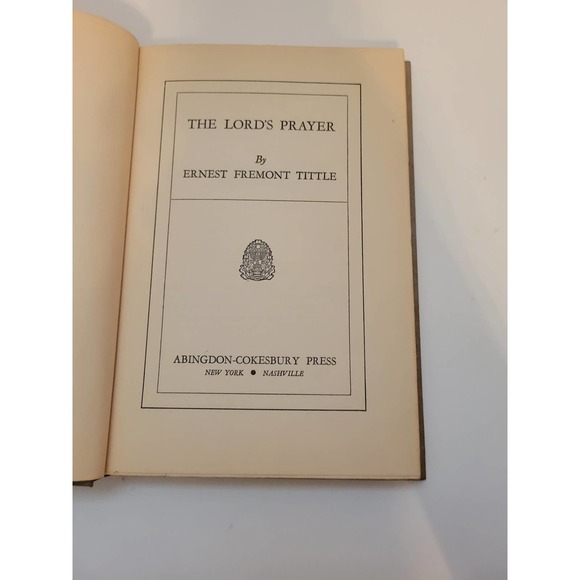 THE LORD'S PRAYER
By
ERNEST FREMONT TITTLE
ABINGDON-COKESBURY PRESS
NEW YORK ● NASHVILLE